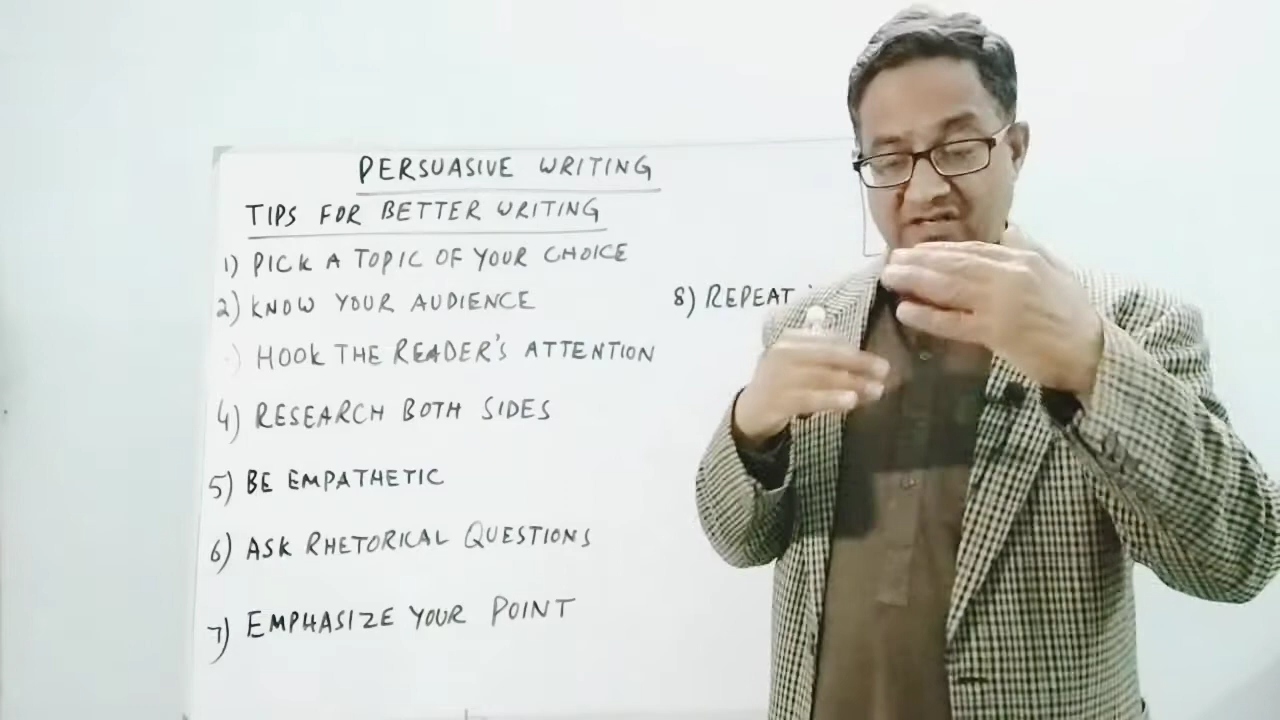 PERSUASIVE WRITING
TIPS FOR BETTER WRITING
1) PICK A TOPIC OF YOUR CHOICE
2) KNOW YOUR AUDIENCE
) HOOK THE READER'S ATTENTION
4) RESEARCH BOTH SIDES
5) BE EMPATHETIC
6) ASK RHETORICAL QUESTIONS
7) EMPHASIZE YOUR POINT
8) REPEAT